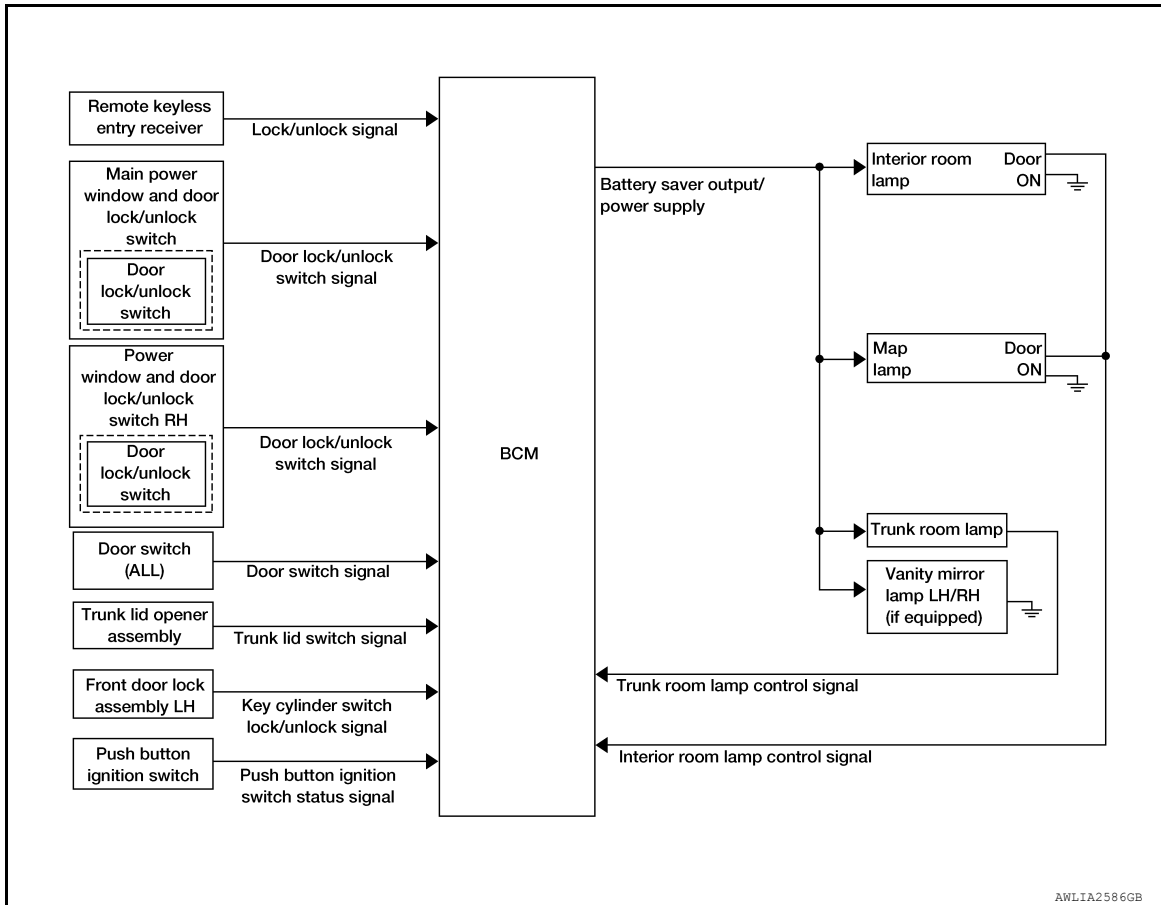 Remote keyless
entry receiver
Lock/unlock signal
Main power
window and door
lock/unlock
switch
Door
lock/unlock
switch
Door lock/unlock
switch signal
Power
window and door
lock/unlock
switch RH
Door
lock/unlock
switch
Door lock/unlock
switch signal
Door switch
(ALL)
Door switch signal
Trunk lid opener
assembly
Trunk lid switch signal
Front door lock
assembly LH
Key cylinder switch
lock/unlock signal
Push button
ignition switch
Push button ignition
switch status signal
BCM
Battery saver output/
power supply
Interior room
lamp
Door
ON
Map
lamp
Door
ON
Trunk room lamp
Vanity mirror
lamp LH/RH
(if equipped)
Trunk room lamp control signal
Interior room lamp control signal
AWLIA2586GB